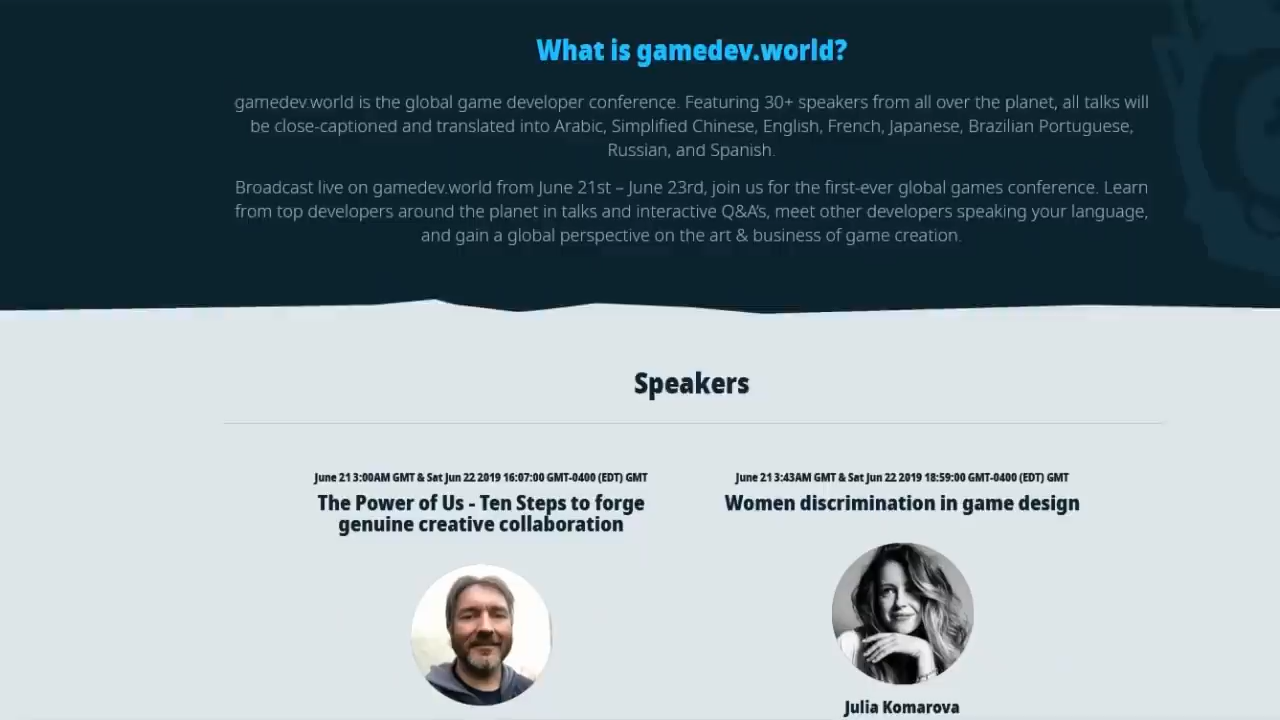 What is gamedev.world?
gamedev.world is the global game developer conference. Featuring 30+ speakers from all over the planet, all talks will
be close-captioned and translated into Arabic, Simplified Chinese, English, French, Japanese, Brazilian Portuguese,
Russian, and Spanish.
Broadcast live on gamedev.world from June 21st – June 23rd, join us for the first-ever global games conference. Learn
from top developers around the planet in talks and interactive Q&A's, meet other developers speaking your language,
and gain a global perspective on the art & business of game creation.
Speakers
June 21 3:00AM GMT & Sat Jun 22 2019 16:07:00 GMT-0400 (EDT) GMT
The Power of Us - Ten Steps to forge
genuine creative collaboration
June 21 3:43AM GMT & Sat Jun 22 2019 18:59:00 GMT-0400 (EDT) GMT
Women discrimination in game design
Julia Komarova